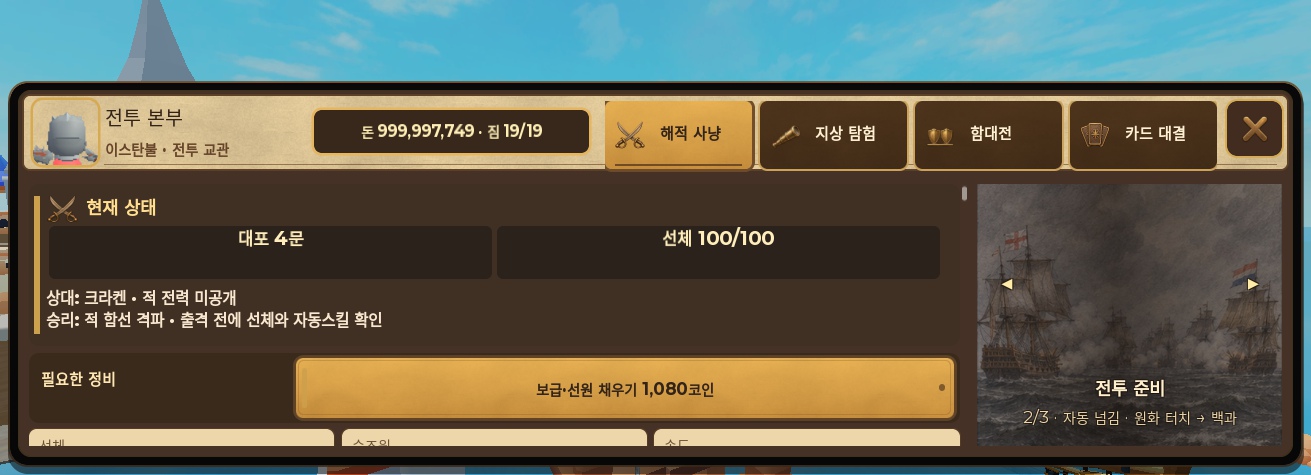 전투 본부
이스탄불 • 전투 교관
돈 999,997,749 · 짐 19/19
해적 사냥
지상 탐험
함대전
카드 대결
현재 상태
대포 4문
선체 100/100
상대: 크라켄 • 적 전력 미공개
승리: 적 함선 격파 • 출격 전에 선체와 자동스킬 확인
필요한 정비
보급·선원 채우기 1,080코인
전투 준비
2/3 · 자동 넘김 · 원화 터치 → 백과
선체
속도